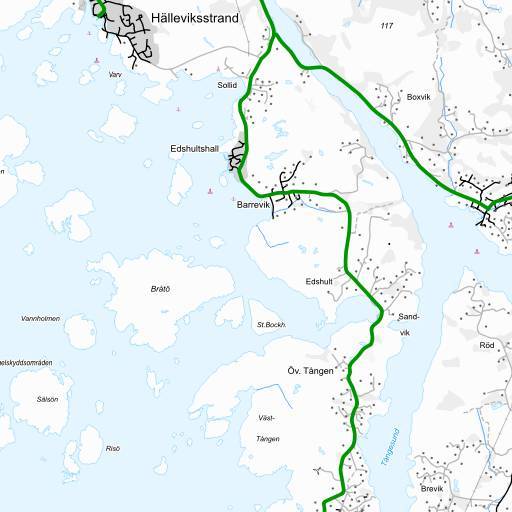 Hälleviksstrand
117
Varv
Sollid
Boxvik
Edshultshall
Barrevik
Edshult
Bråtö
Vannholmen
St.Bockh.
Sand-
vik
Röd
Öv. Tången
Sälsön
Väst-
Tången
Tångesund
Risö
Brevik